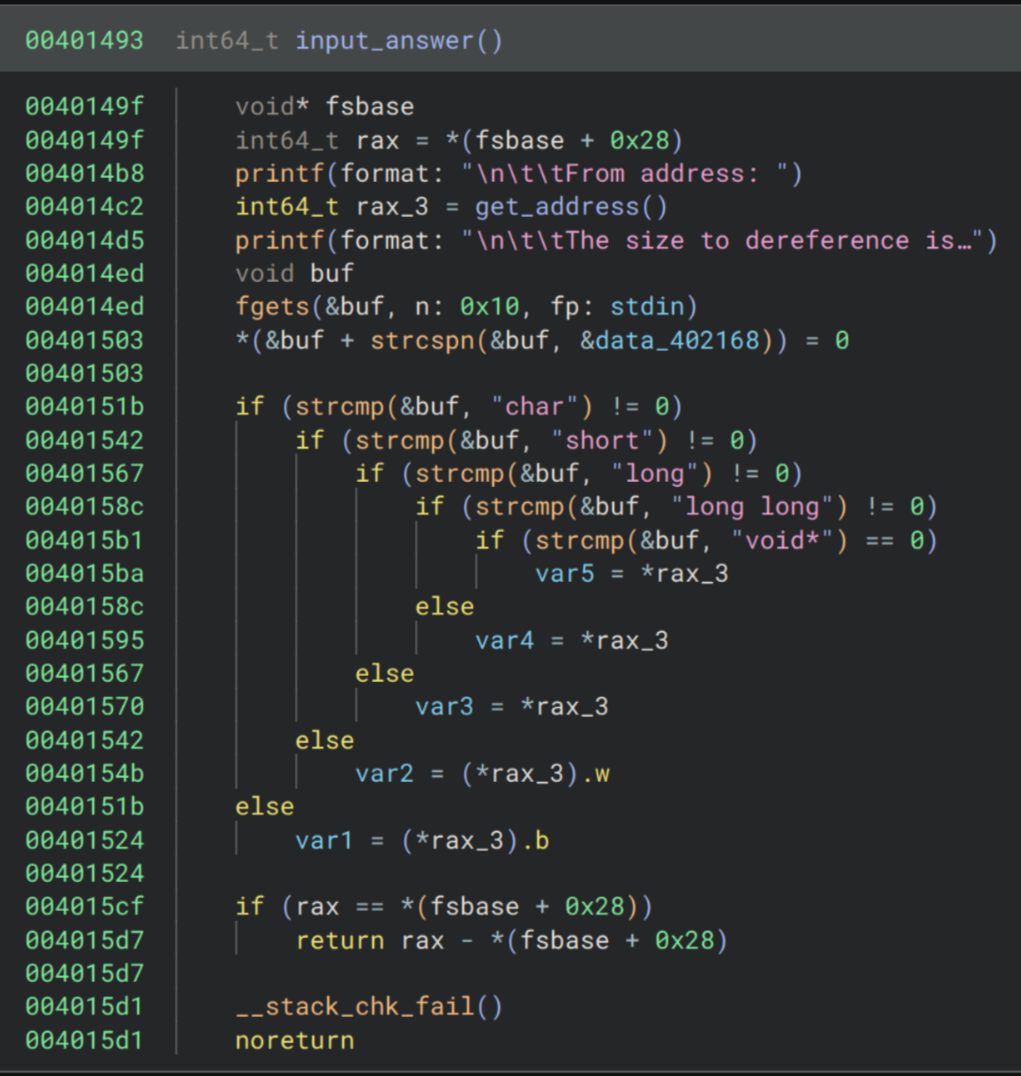 00401493 int64_t input_answer()
0040149f void* fsbase
0040149f int64_t rax = *(fsbase + 0x28)
004014b8 printf(format: "\n\t\tFrom address: ")
004014c2 int64_t rax_3 = get_address()
004014d5 printf(format: "\n\t\tThe size to dereference is…")
004014ed void buf
004014ed fgets(&buf, n: 0x10, fp: stdin)
00401503 *(&buf + strcspn(&buf, &data_402168)) = 0
00401503
0040151b if (strcmp(&buf, "char") != 0)
00401542 if (strcmp(&buf, "short") != 0)
00401567 if (strcmp(&buf, "long") != 0)
0040158c if (strcmp(&buf, "long long") != 0)
004015b1 if (strcmp(&buf, "void*") == 0)
004015ba var5 = *rax_3
0040158c else
00401595 var4 = *rax_3
00401567 else
00401570 var3 = *rax_3
00401542 else
0040154b var2 = (*rax_3).w
0040151b else
00401524 var1 = (*rax_3).b
00401524
004015cf if (rax == *(fsbase + 0x28))
004015d7 return rax - *(fsbase + 0x28)
004015d7
004015d1 __stack_chk_fail()
004015d1 noreturn